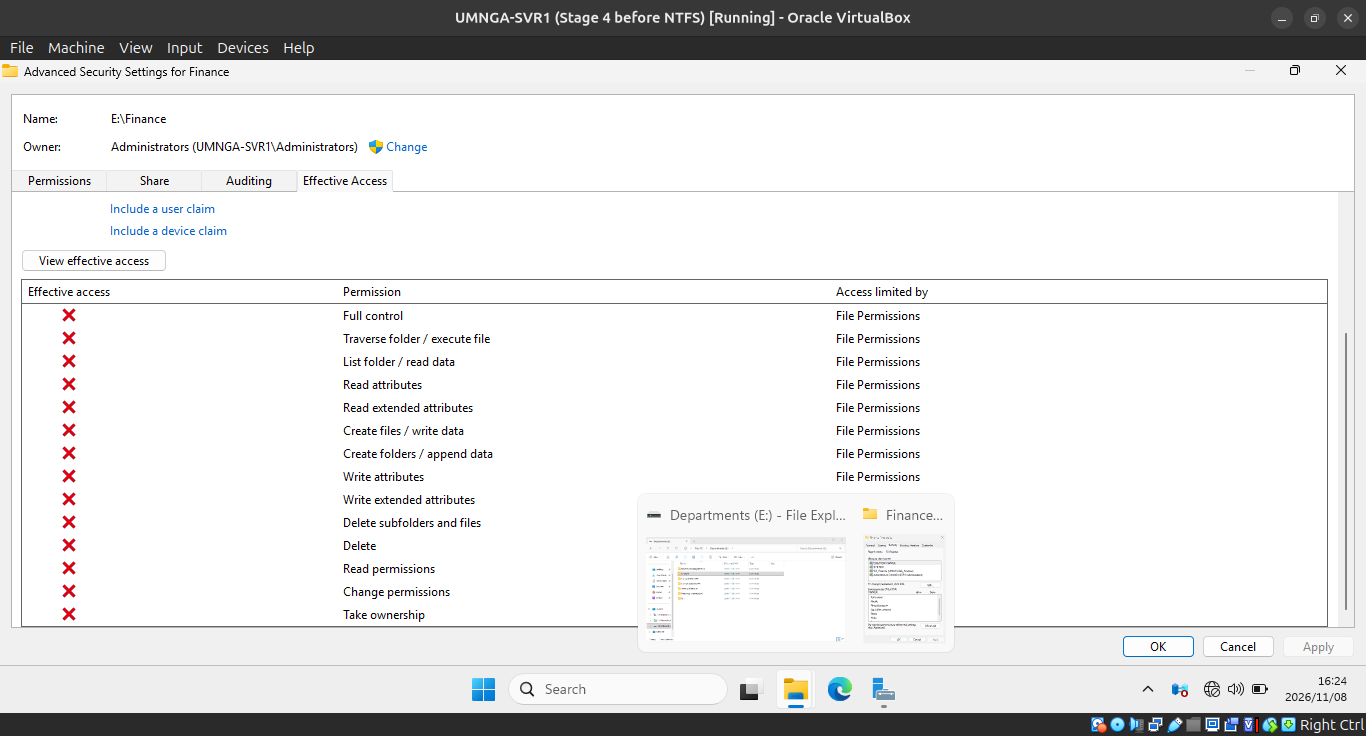 UMNGA-SVR1 (Stage 4 before NTFS) [Running] - Oracle VirtualBox
File Machine View Input Devices Help
Advanced Security Settings for Finance
Name: E:\Finance
Owner: Administrators (UMNGA-SVR1\Administrators) Change
Permissions Share Auditing Effective Access
Include a user claim
Include a device claim
View effective access
Effective access Permission Access limited by
Full control File Permissions
Traverse folder / execute file File Permissions
List folder / read data File Permissions
Read attributes File Permissions
Read extended attributes File Permissions
Create files / write data File Permissions
Create folders / append data File Permissions
Write attributes File Permissions
Write extended attributes
Delete subfolders and files
Delete
Read permissions
Change permissions
Take ownership
Departments (E:) - File Expl... Finance...
OK Cancel Apply
Search
16:24
2026/11/08
Right Ctrl